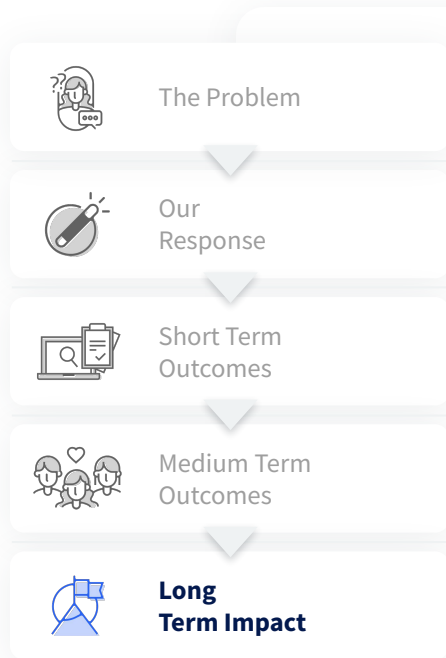 ??
The Problem
Our
Response
Short Term
Outcomes
Medium Term
Outcomes
Long
Term Impact